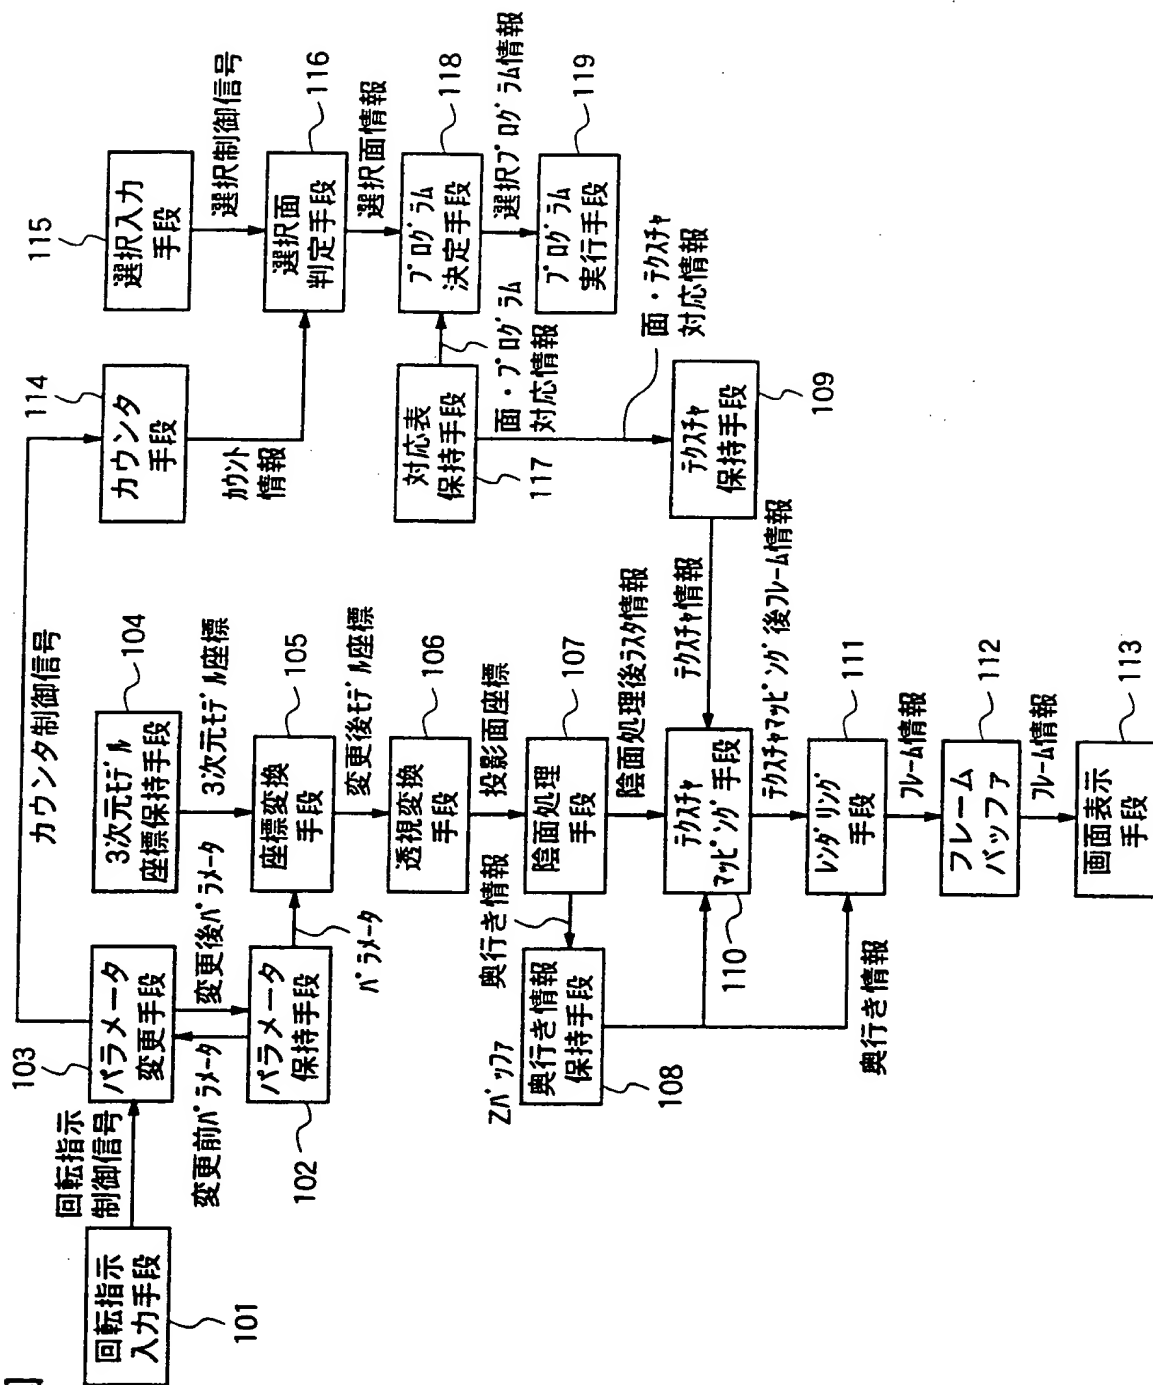 】
回転指示
入力手段
101
回転指示
制御信号
103
パラメータ
変更手段
変更前パラメータ
変更後パラメータ
パラメータ
保持手段
102
パラメータ
カウンタ制御信号
104
3次元モデル
座標保持手段
3次元モデル座標
105
座標変換
手段
変更後モデル座標
106
透視変換
手段
投影面座標
107
陰面処理
手段
奥行き情報
Zバッファ
奥行き情報
保持手段
108
陰面処理後ラスタ情報
テクスチャ
マッピング手段
110
テクスチャ情報
テクスチャマッピング後フレーム情報
111
レンダリング
手段
奥行き情報
フレーム情報
112
フレーム
バッファ
フレーム情報
113
画面表示
手段
114
カウンタ
手段
カウント
情報
115
選択入力
手段
選択制御信号
116
選択面
判定手段
選択面情報
118
プログラム
決定手段
選択プログラム情報
119
プログラム
実行手段
対応表
保持手段
117
面・プログラム
対応情報
面・テクスチャ
対応情報
テクスチャ
保持手段
109